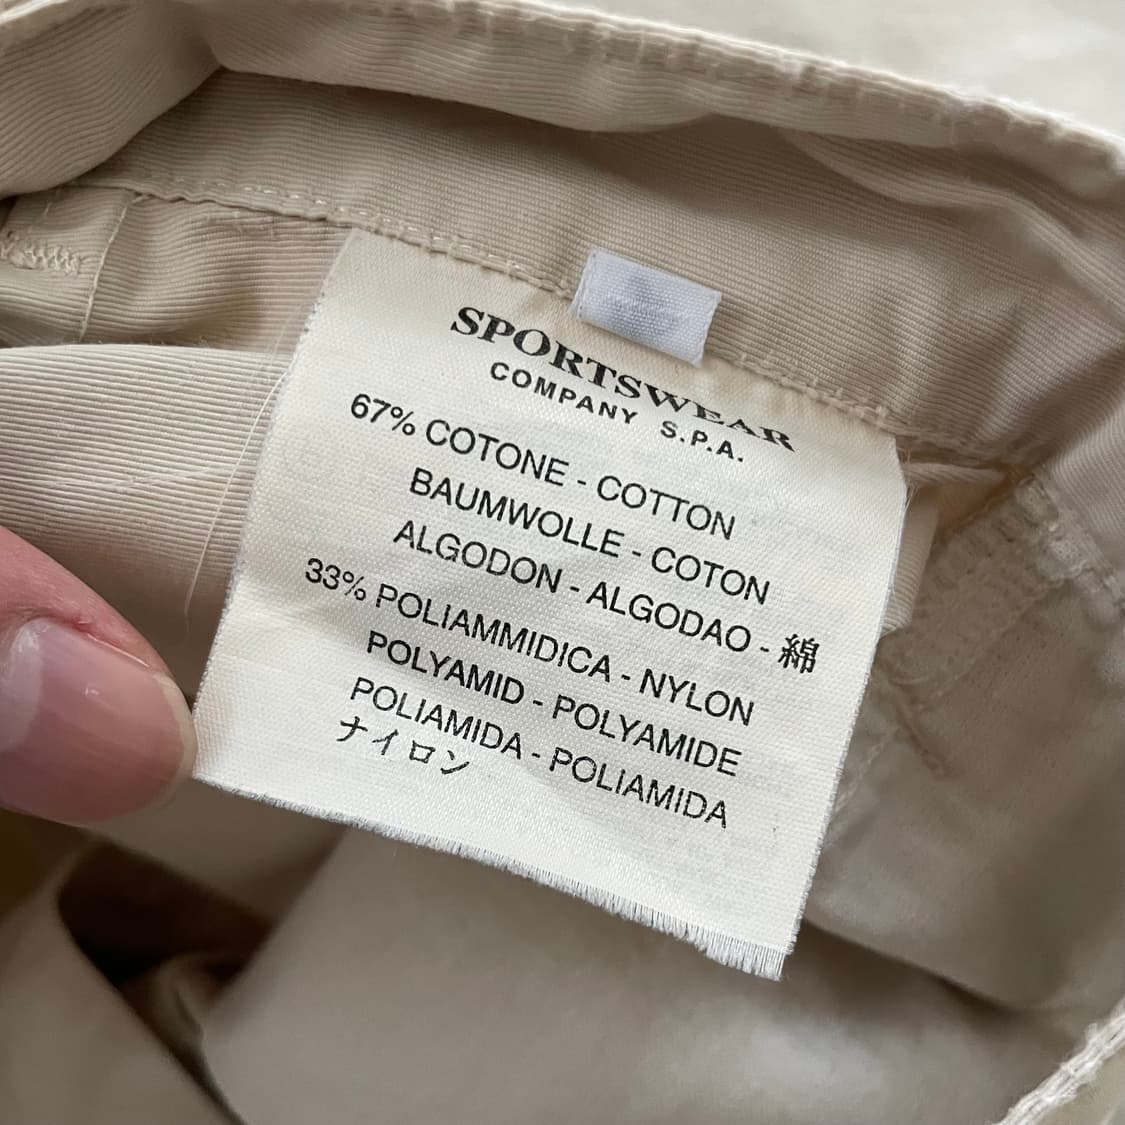 SPORTSWEAR
COMPANY S.P.A.
67% COTONE - COTTON
BAUMWOLLE - COTON
ALGODON - ALGODAO - 綿
33% POLIAMMIDICA - NYLON
POLYAMID - POLYAMIDE
POLIAMIDA - POLIAMIDA
ナイロン